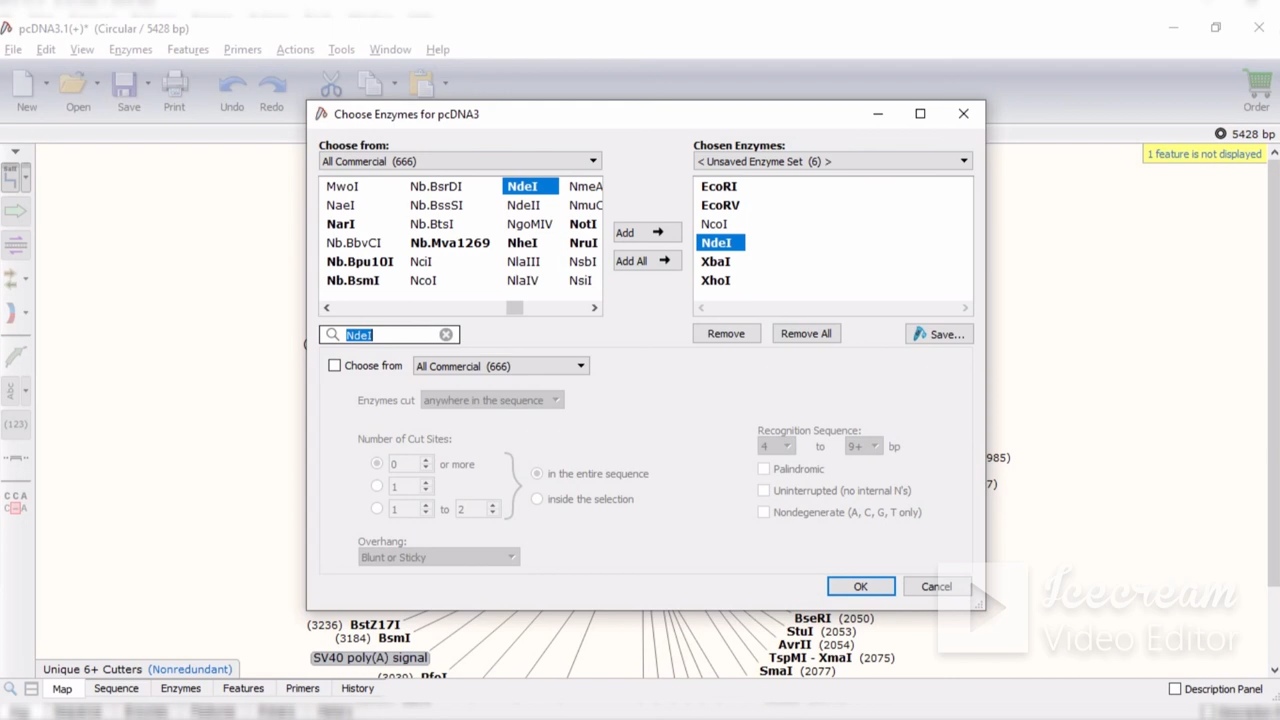 pcDNA3.1(+)* (Circular / 5428 bp)
File Edit View Enzymes Features Primers Actions Tools Window Help
New Open Save Print Undo Redo Order
5428 bp
1 feature is not displayed
Choose Enzymes for pcDNA3
Choose from:
All Commercial (666)
MwoI Nb.BsrDI NdeI NmeA
NaeI Nb.BssSI NdeII NmuC
NarI Nb.BtsI NgoMIV NotI
Nb.BbvCI Nb.Mva1269 NheI NruI
Nb.Bpu10I NciI NlaIII NsbI
Nb.BsmI NcoI NlaIV NsiI
NdeI
Add
Add All
Chosen Enzymes:
< Unsaved Enzyme Set (6) >
EcoRI
EcoRV
NcoI
NdeI
XbaI
XhoI
Remove Remove All Save...
Choose from All Commercial (666)
Enzymes cut anywhere in the sequence
Number of Cut Sites:
0 or more
1
1 to 2
in the entire sequence
inside the selection
Overhang:
Blunt or Sticky
Recognition Sequence:
4 to 9+ bp
Palindromic
Uninterrupted (no internal N's)
Nondegenerate (A, C, G, T only)
OK Cancel
985)
7)
(3236) BstZ17I
(3184) BsmI
SV40 poly(A) signal
BseRI (2050)
StuI (2053)
AvrII (2054)
TspMI - XmaI (2075)
SmaI (2077)
abc
(123)
C C A
C A
Unique 6+ Cutters (Nonredundant)
Map Sequence Enzymes Features Primers History
Description Panel
Icecream
Video Editor